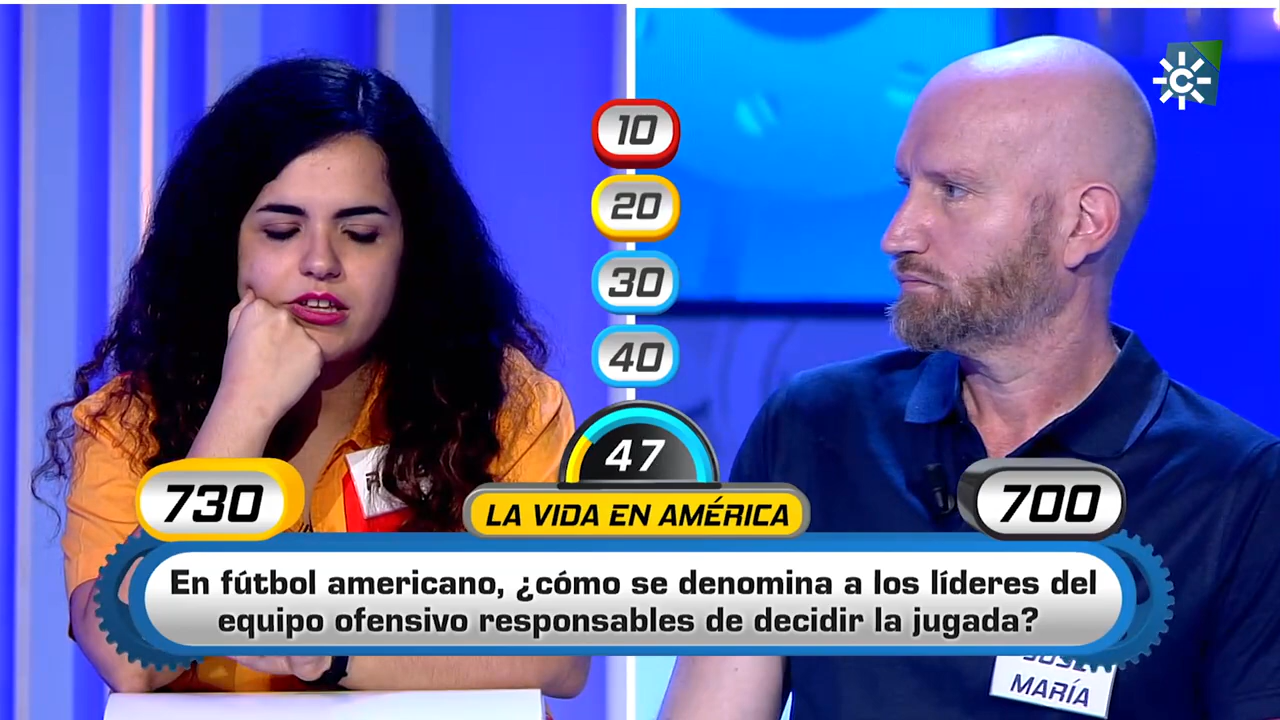 10
20
30
40
47
730
LA VIDA EN AMÉRICA
700
En fútbol americano, ¿cómo se denomina a los líderes del
equipo ofensivo responsables de decidir la jugada?
MARÍA